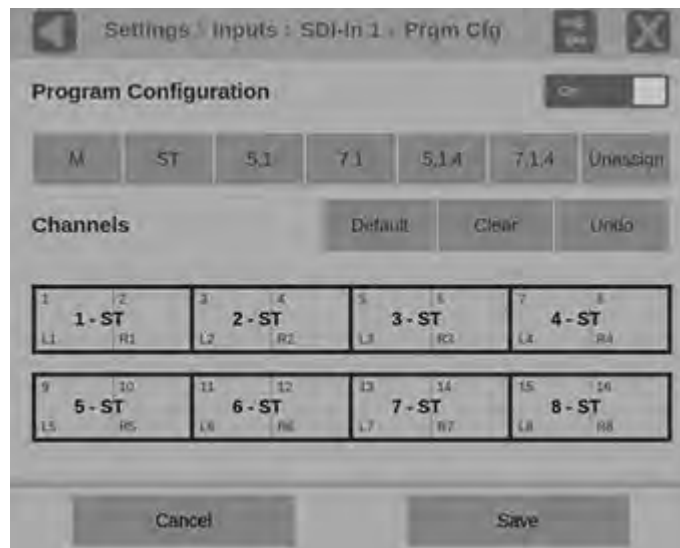 Settings : Inputs : SDI-In 1 : Prgm Cfg
Program Configuration
On
M ST 5.1 7.1 5.1.4 7.1.4 Unassign
Channels
Default Clear Undo
1 2 3 4 5 6 7 8
1 - ST 2 - ST 3 - ST 4 - ST
L1 R1 L2 R2 L3 R3 L4 R4
9 10 11 12 13 14 15 16
5 - ST 6 - ST 7 - ST 8 - ST
L5 R5 L6 R6 L7 R7 L8 R8
Cancel Save